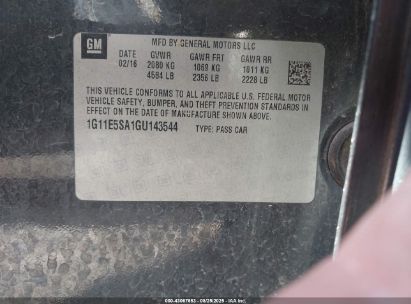 GM
MFD BY GENERAL MOTORS LLC
DATE GVWR GAWR FRT GAWR RR
02/16 2080 KG 1069 KG 1011 KG
4584 LB 2356 LB 2228 LB
THIS VEHICLE CONFORMS TO ALL APPLICABLE U.S. FEDERAL MOTOR
VEHICLE SAFETY, BUMPER, AND THEFT PREVENTION STANDARDS IN
EFFECT ON THE DATE OF MANUFACTURE SHOWN ABOVE.
1G11E5SA1GU143544 TYPE: PASS CAR